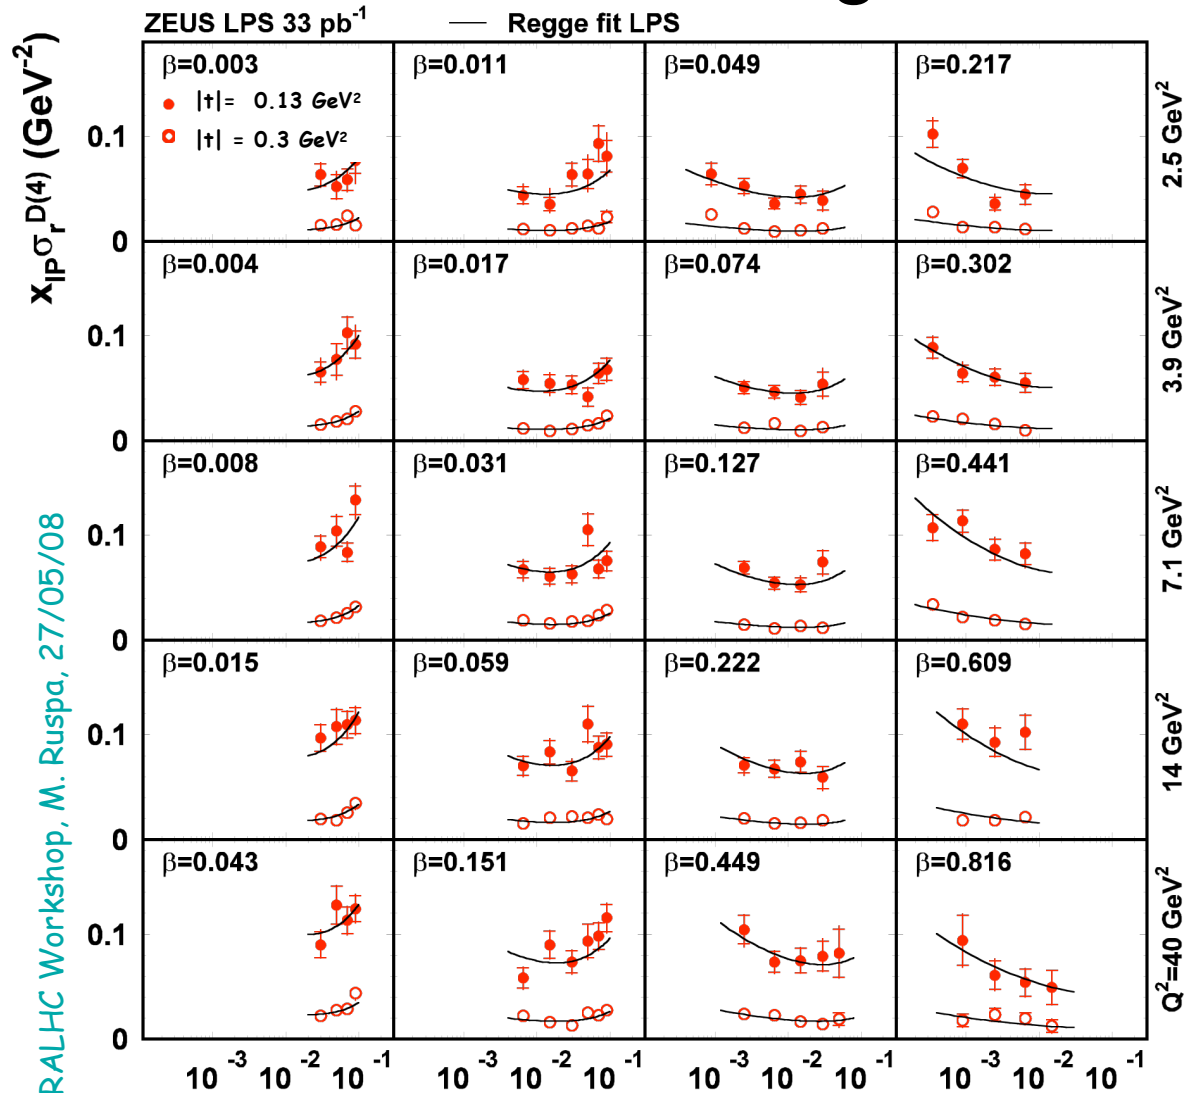 g
ZEUS LPS 33 pb⁻¹ — Regge fit LPS
x_IP σ_r^D(4) (GeV⁻²)
β=0.003 β=0.011 β=0.049 β=0.217
|t|= 0.13 GeV²
|t| = 0.3 GeV²
0.1
0
2.5 GeV²
β=0.004 β=0.017 β=0.074 β=0.302
0.1
0
3.9 GeV²
β=0.008 β=0.031 β=0.127 β=0.441
0.1
0
7.1 GeV²
β=0.015 β=0.059 β=0.222 β=0.609
0.1
0
14 GeV²
β=0.043 β=0.151 β=0.449 β=0.816
0.1
0
Q²=40 GeV²
10⁻³ 10⁻² 10⁻¹ 10⁻³ 10⁻² 10⁻¹ 10⁻³ 10⁻² 10⁻¹ 10⁻³ 10⁻² 10⁻¹
RALHC Workshop, M. Ruspa, 27/05/08